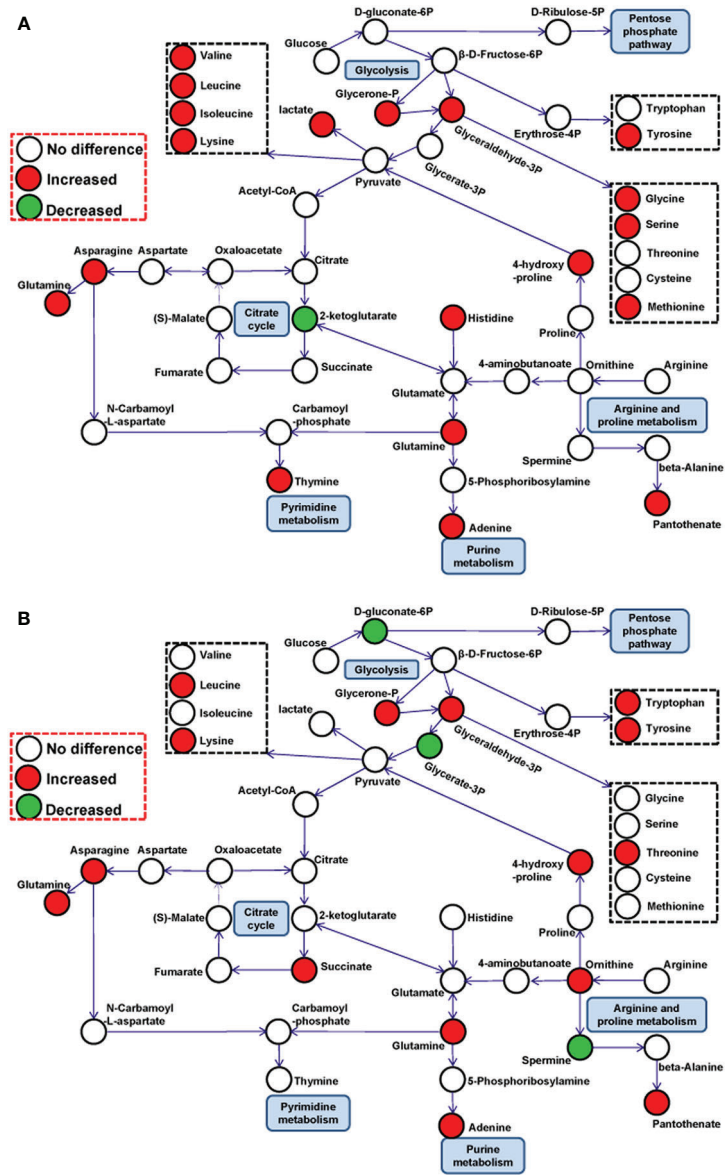 A
D-gluconate-6P
D-Ribulose-5P
Pentose
phosphate
pathway
Glucose
β-D-Fructose-6P
Glycolysis
Valine
Leucine
Isoleucine
Lysine
lactate
Glycerone-P
Glyceraldehyde-3P
Erythrose-4P
Tryptophan
Tyrosine
No difference
Increased
Decreased
Glycerate-3P
Pyruvate
Acetyl-CoA
Glycine
Serine
Threonine
Cysteine
Methionine
Asparagine
Aspartate
Oxaloacetate
Citrate
4-hydroxy
-proline
Glutamine
(S)-Malate
Citrate
cycle
2-ketoglutarate
Histidine
Proline
Fumarate
Succinate
Glutamate
4-aminobutanoate
Ornithine
Arginine
Arginine and
proline metabolism
N-Carbamoyl
-L-aspartate
Carbamoyl
-phosphate
Glutamine
Spermine
beta-Alanine
Thymine
5-Phosphoribosylamine
Pyrimidine
metabolism
Adenine
Pantothenate
Purine
metabolism
B
D-gluconate-6P
D-Ribulose-5P
Pentose
phosphate
pathway
Glucose
β-D-Fructose-6P
Glycolysis
Valine
Leucine
Isoleucine
Lysine
lactate
Glycerone-P
Glyceraldehyde-3P
Erythrose-4P
Tryptophan
Tyrosine
No difference
Increased
Decreased
Glycerate-3P
Pyruvate
Acetyl-CoA
Glycine
Serine
Threonine
Cysteine
Methionine
Asparagine
Aspartate
Oxaloacetate
Citrate
4-hydroxy
-proline
Glutamine
(S)-Malate
Citrate
cycle
2-ketoglutarate
Histidine
Proline
Fumarate
Succinate
Glutamate
4-aminobutanoate
Ornithine
Arginine
Arginine and
proline metabolism
N-Carbamoyl
-L-aspartate
Carbamoyl
-phosphate
Glutamine
Spermine
beta-Alanine
Thymine
5-Phosphoribosylamine
Pyrimidine
metabolism
Adenine
Pantothenate
Purine
metabolism